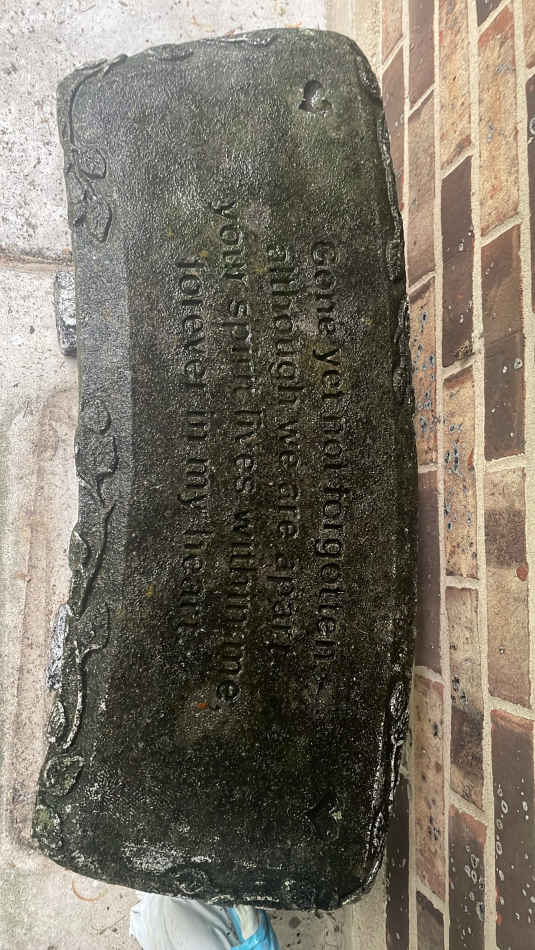 Gone yet not forgotten,
although we are apart
your spirit lives within me,
forever in my heart.